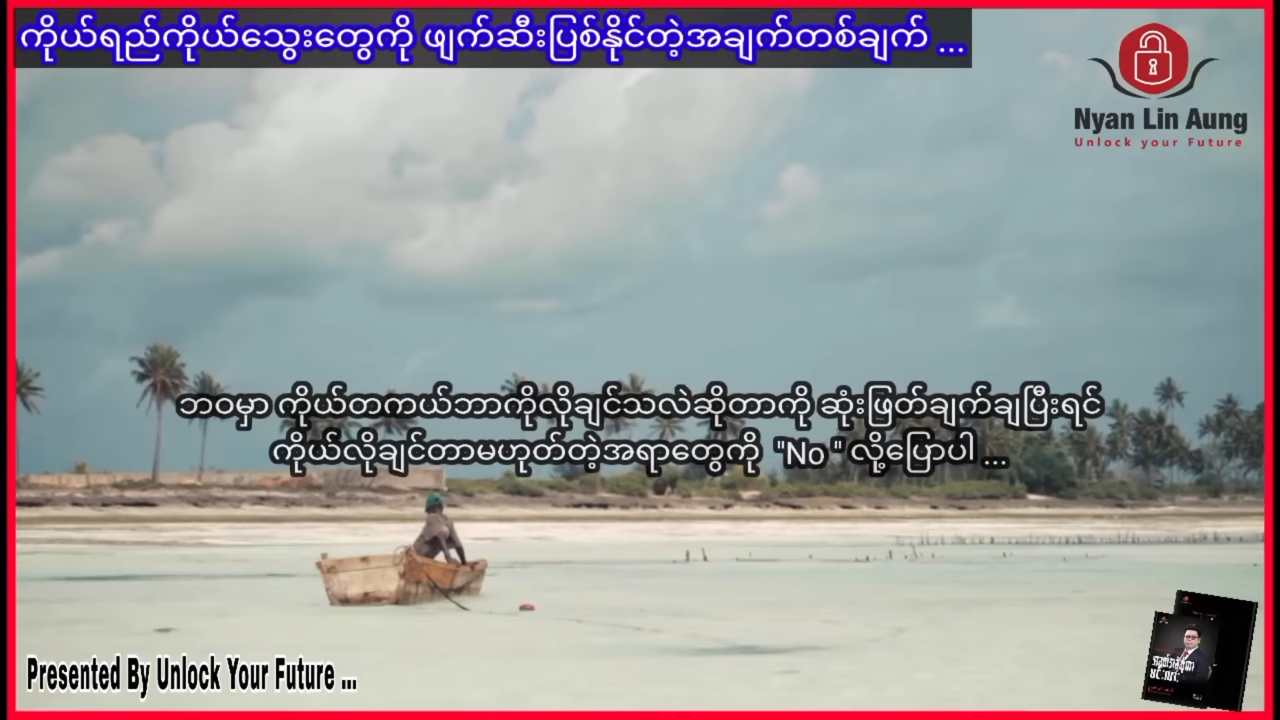 ကိုယ်ရည်ကိုယ်သွေးတွေကို ဖျက်ဆီးပြစ်နိုင်တဲ့အချက်တစ်ချက် ...
Nyan Lin Aung
Unlock your Future
ဘဝမှာ ကိုယ်တကယ်ဘာကိုလိုချင်သလဲဆိုတာကို ဆုံးဖြတ်ချက်ချပြီးရင်
ကိုယ်လိုချင်တာမဟုတ်တဲ့အရာတွေကို "No " လို့ပြောပါ ...
Presented By Unlock Your Future ...